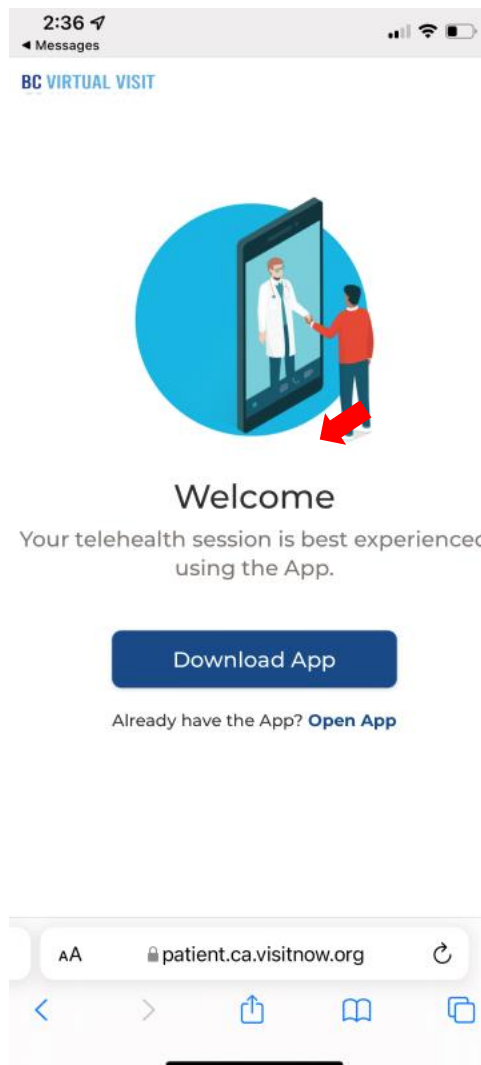 2:36
◀ Messages
BC VIRTUAL VISIT
Welcome
Your telehealth session is best experienced
using the App.
Download App
Already have the App? Open App
AA patient.ca.visitnow.org